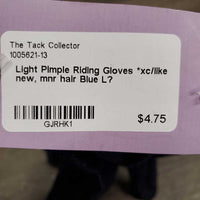 The Tack Collector
1005621-13
Light Pimple Riding Gloves *xc/like
new, mnr hair Blue L?
$4.75
GJRHK1